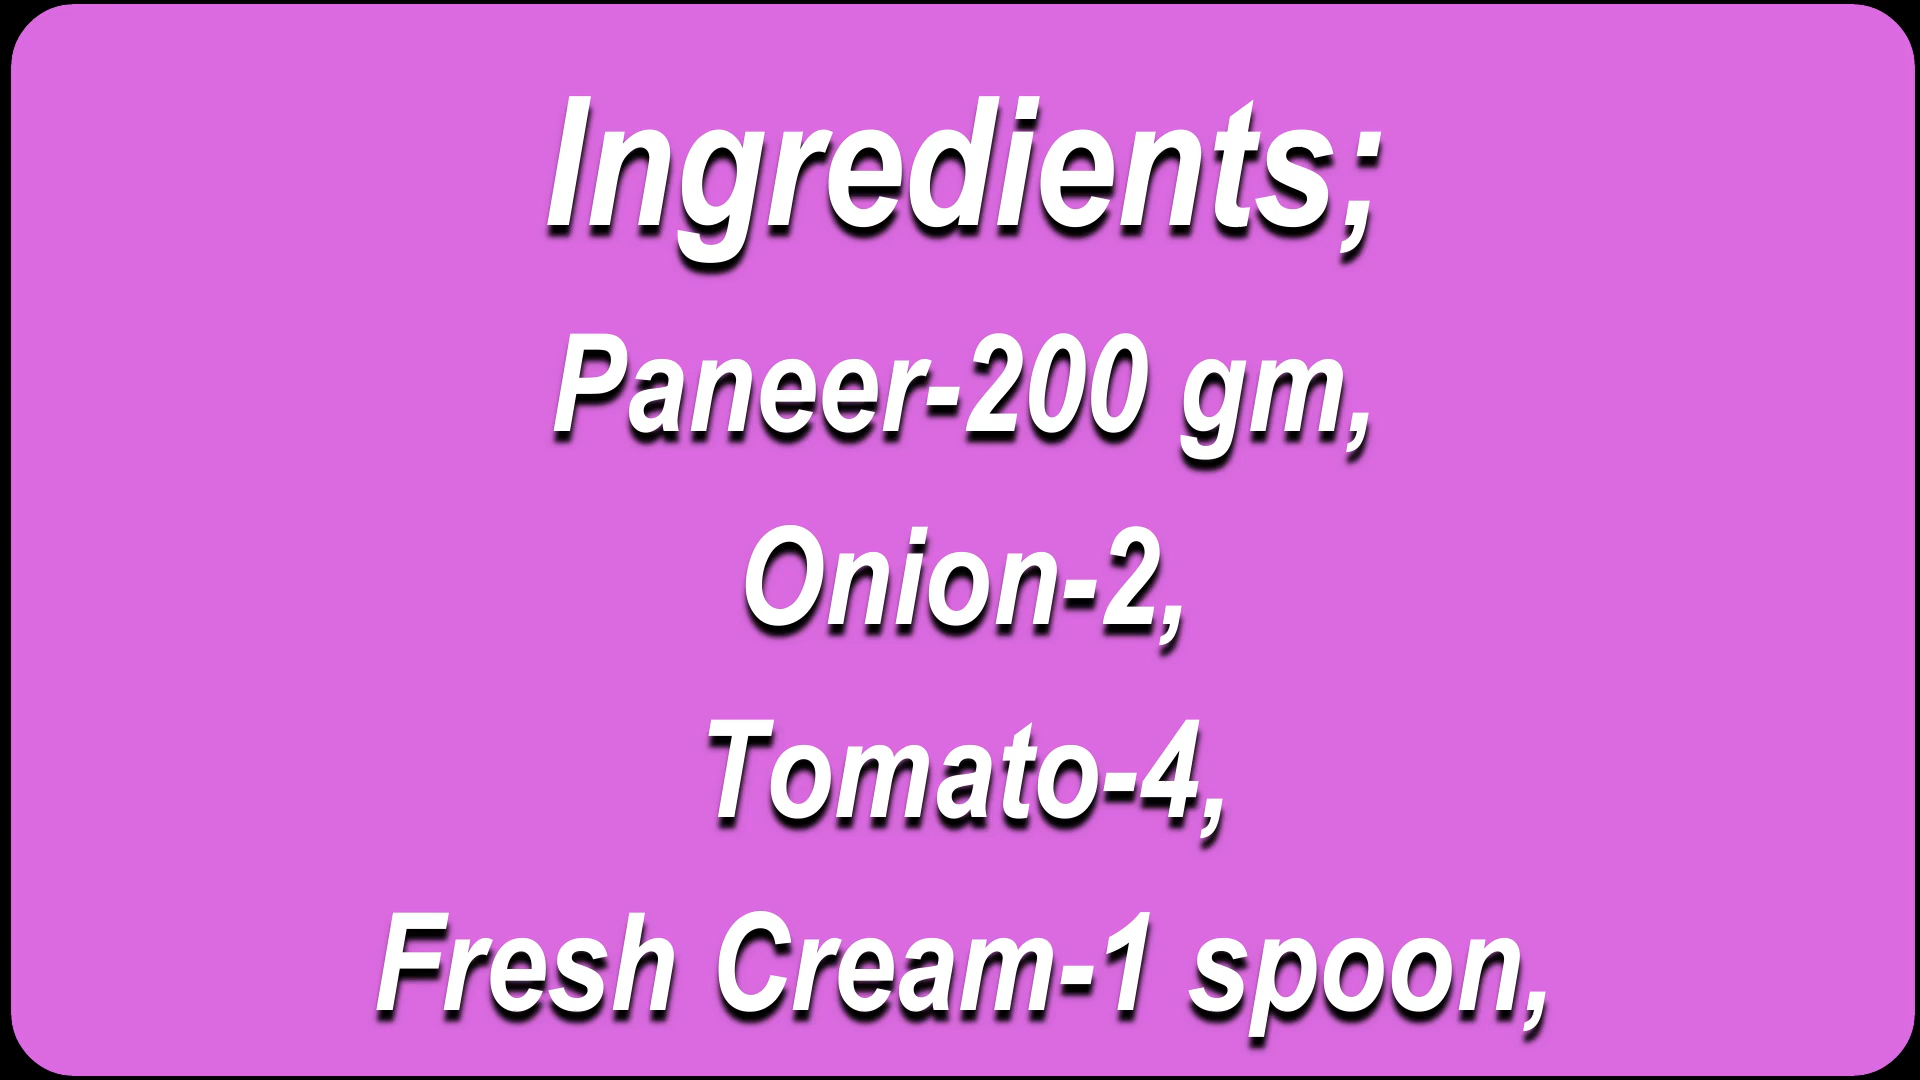 Ingredients;
Paneer-200 gm,
Onion-2,
Tomato-4,
Fresh Cream-1 spoon,